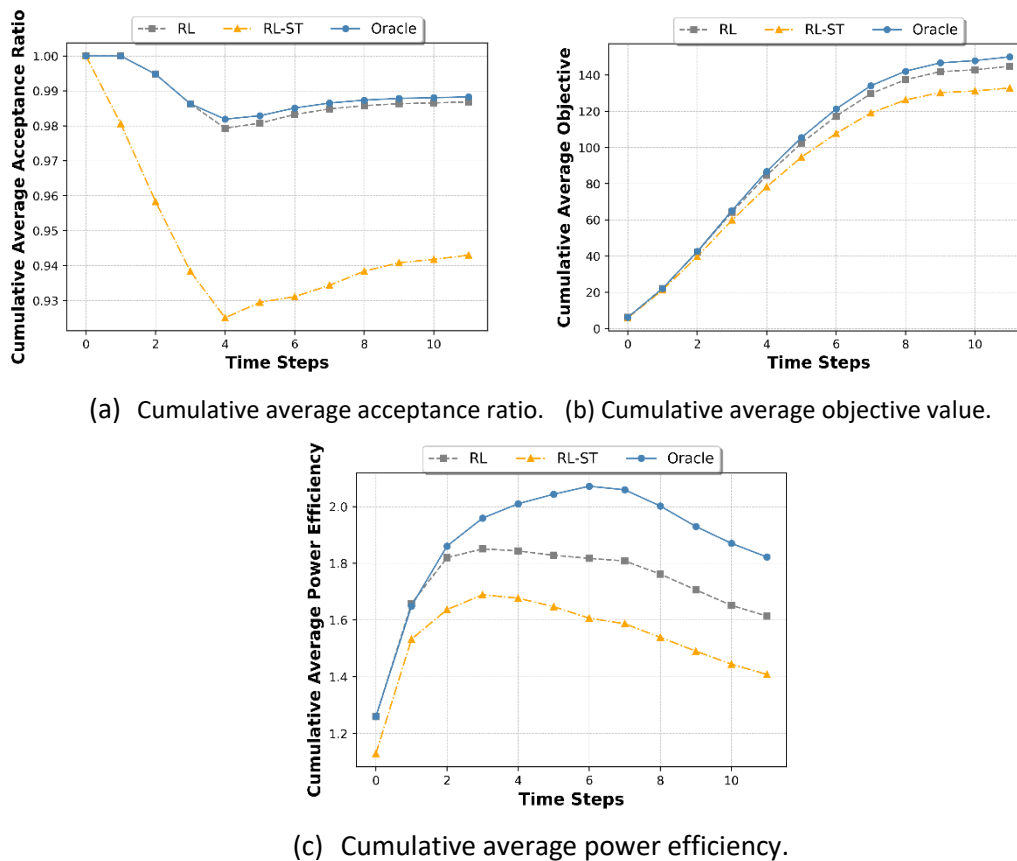 RL RL-ST Oracle
1.00
0.99
0.98
0.97
0.96
0.95
0.94
0.93
0 2 4 6 8 10
Time Steps
Cumulative Average Acceptance Ratio
RL RL-ST Oracle
140
120
100
80
60
40
20
0
0 2 4 6 8 10
Time Steps
Cumulative Average Objective
(a) Cumulative average acceptance ratio. (b) Cumulative average objective value.
RL RL-ST Oracle
2.0
1.8
1.6
1.4
1.2
0 2 4 6 8 10
Time Steps
Cumulative Average Power Efficiency
(c) Cumulative average power efficiency.